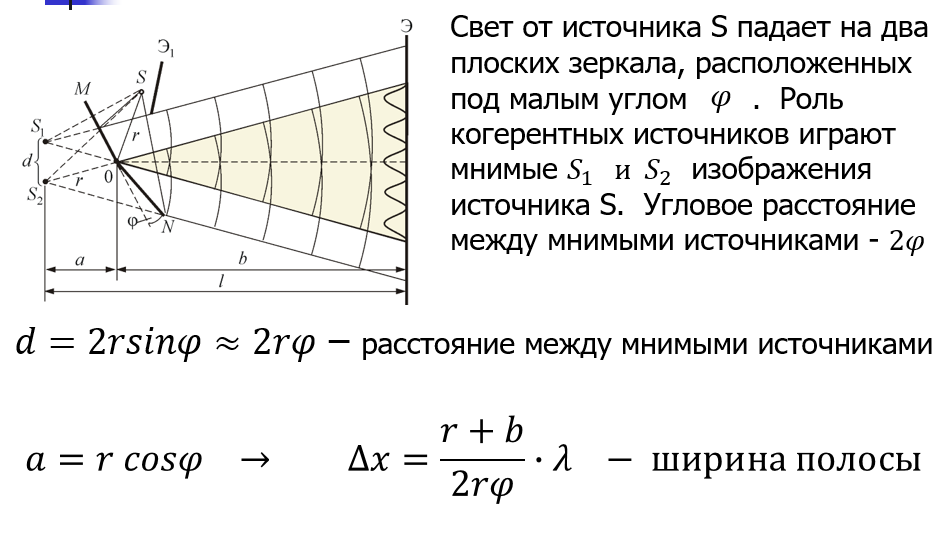 Свет от источника S падает на два
плоских зеркала, расположенных
под малым углом φ . Роль
когерентных источников играют
мнимые S₁ и S₂ изображения
источника S. Угловое расстояние
между мнимыми источниками - 2φ
Э
Э₁
S
M
S₁
r
d
r
0
S₂
φ
N
a
b
l
d = 2rsinφ ≈ 2rφ − расстояние между мнимыми источниками
a = r cosφ → Δx = (r + b)/(2rφ) · λ − ширина полосы